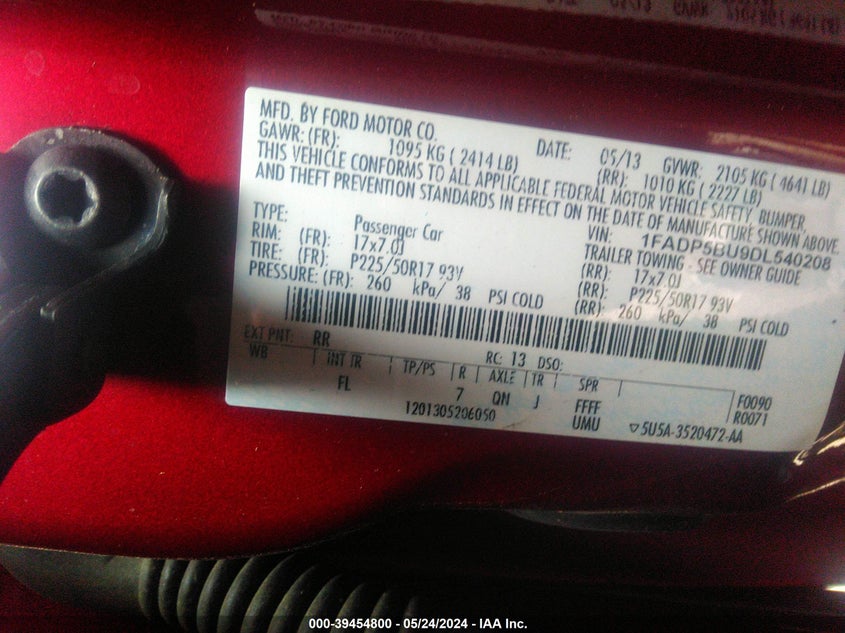 MFD. BY FORD MOTOR CO.
DATE: 05/13 GVWR: 2105 KG ( 4641 LB)
GAWR: (FR): 1095 KG ( 2414 LB) (RR): 1010 KG ( 2227 LB)
THIS VEHICLE CONFORMS TO ALL APPLICABLE FEDERAL MOTOR VEHICLE SAFETY, BUMPER,
AND THEFT PREVENTION STANDARDS IN EFFECT ON THE DATE OF MANUFACTURE SHOWN ABOVE.
VIN: 1FADP5BU9DL540208
TYPE: Passenger Car TRAILER TOWING - SEE OWNER GUIDE
RIM: (FR): 17x7.0J (RR): 17x7.0J
TIRE: (FR): P225/50R17 93V (RR): P225/50R17 93V
PRESSURE: (FR): 260 kPa/ 38 PSI COLD (RR): 260 kPa/ 38 PSI COLD
EXT PNT: RR RC: 13 DSO:
WB INT TR TP/PS R AXLE TR SPR
FL 7 QN J FFFF F0090
1201305206050 UMU R0071
5U5A-3520472-AA
000-39454800 - 05/24/2024 - IAA Inc.